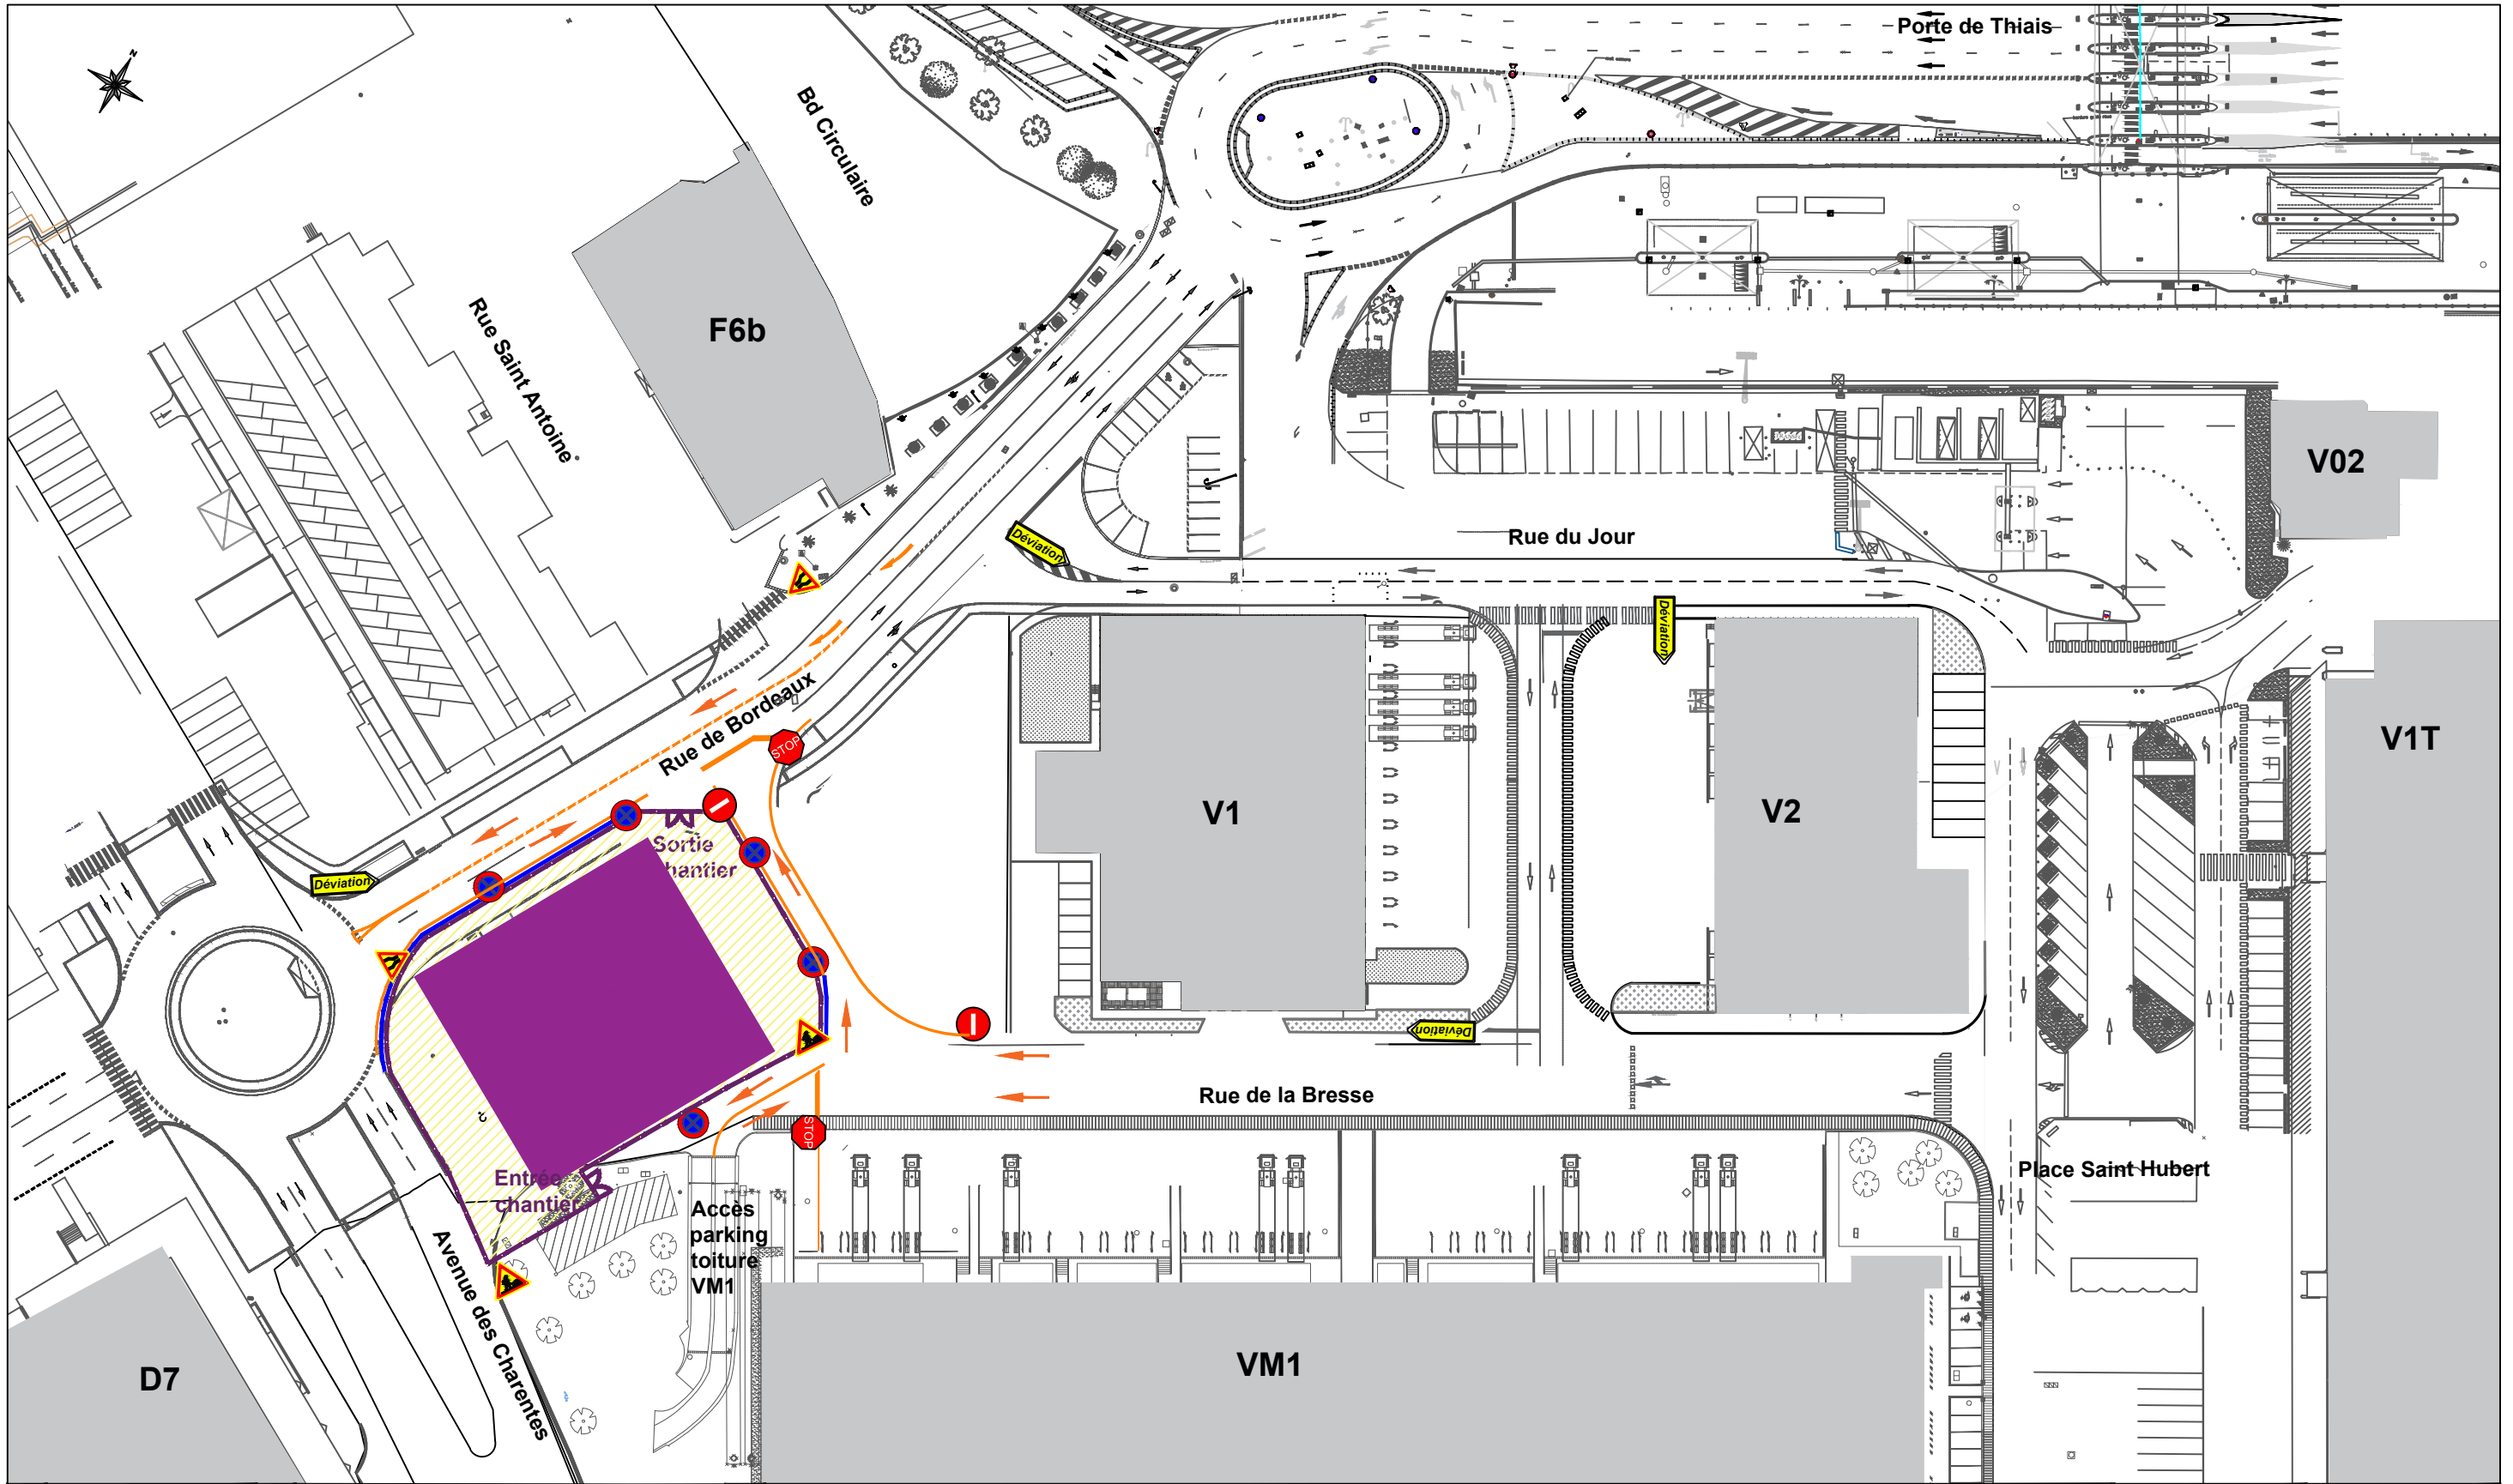 N
Porte de Thiais
Bd Circulaire
Rue Saint Antoine
F6b
V02
Rue du Jour
Déviation
Déviation
Rue de Bordeaux
STOP
V1
V2
V1T
Sortie
chantier
Déviation
Déviation
Rue de la Bresse
STOP
Place Saint Hubert
Entrée
chantier
Accès
parking
toiture
VM1
Avenue des Charentes
D7
VM1